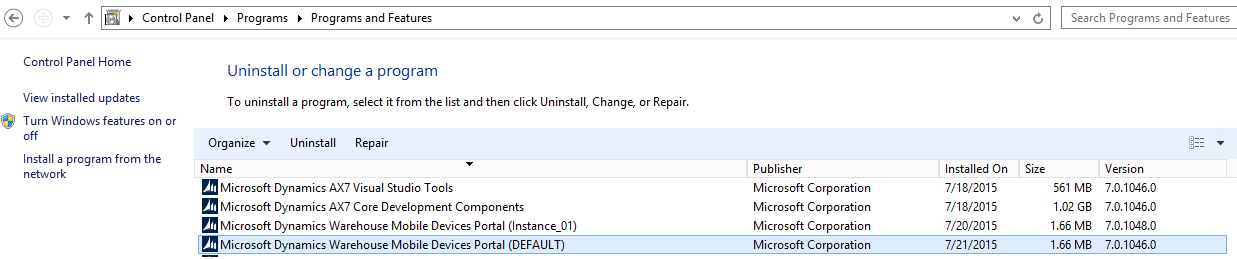 Control Panel Programs Programs and Features Search Programs and Features
Control Panel Home
View installed updates
Turn Windows features on or
off
Install a program from the
network
Uninstall or change a program
To uninstall a program, select it from the list and then click Uninstall, Change, or Repair.
Organize Uninstall Repair
Name Publisher Installed On Size Version
Microsoft Dynamics AX7 Visual Studio Tools Microsoft Corporation 7/18/2015 561 MB 7.0.1046.0
Microsoft Dynamics AX7 Core Development Components Microsoft Corporation 7/18/2015 1.02 GB 7.0.1046.0
Microsoft Dynamics Warehouse Mobile Devices Portal (Instance_01) Microsoft Corporation 7/20/2015 1.66 MB 7.0.1048.0
Microsoft Dynamics Warehouse Mobile Devices Portal (DEFAULT) Microsoft Corporation 7/21/2015 1.66 MB 7.0.1046.0